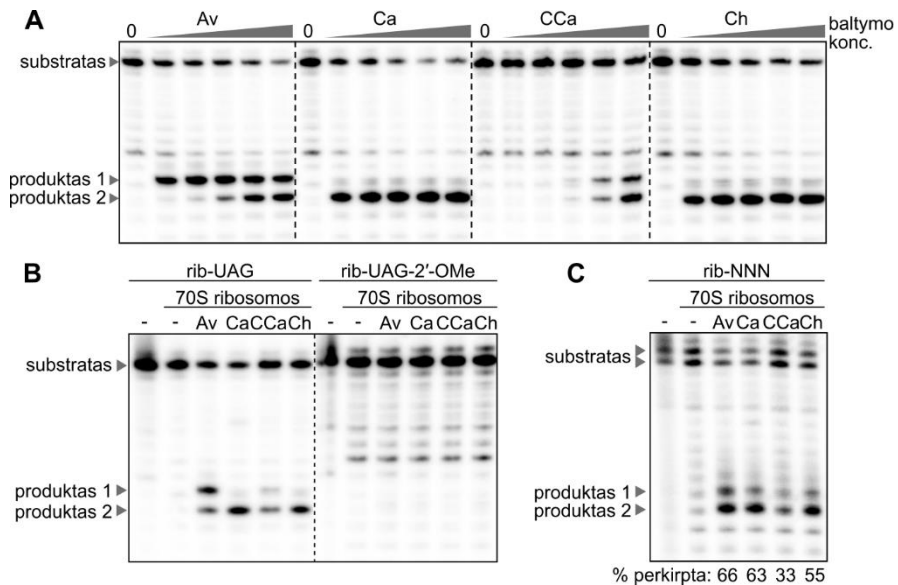 A
0 Av Ca 0 CCa 0 Ch baltymo konc.
substratas
produktas 1
produktas 2
B
rib-UAG rib-UAG-2′-OMe
70S ribosomos 70S ribosomos
- - Av Ca CCa Ch - - Av Ca CCa Ch
substratas
produktas 1
produktas 2
C
rib-NNN
70S ribosomos
- - Av Ca CCa Ch
substratas
produktas 1
produktas 2
% perkirpta: 66 63 33 55